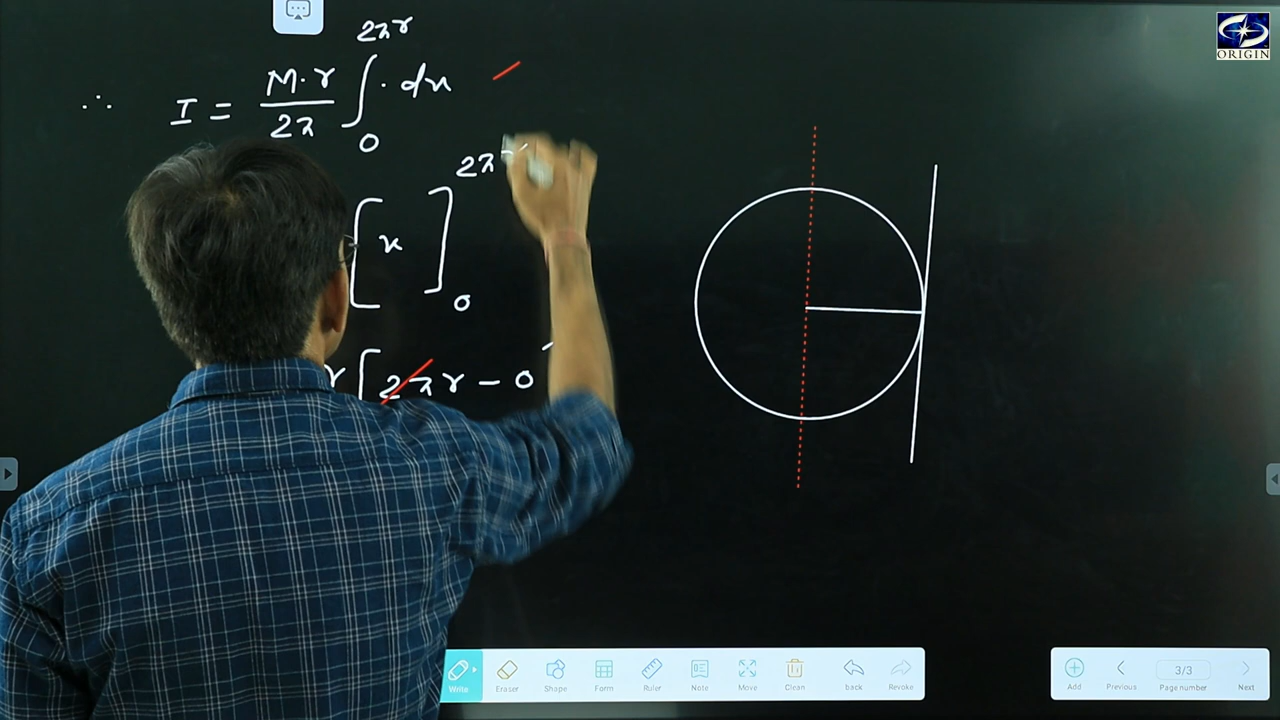 2πr
∴ I = M·r/2π ∫ · dx
0
2π
[ x ]
0
r [ 2πr - 0
ORIGIN
Write
Eraser
Shape
Form
Ruler
Note
Move
Clean
back
Revoke
Add
Previous
3/3
Page number
Next